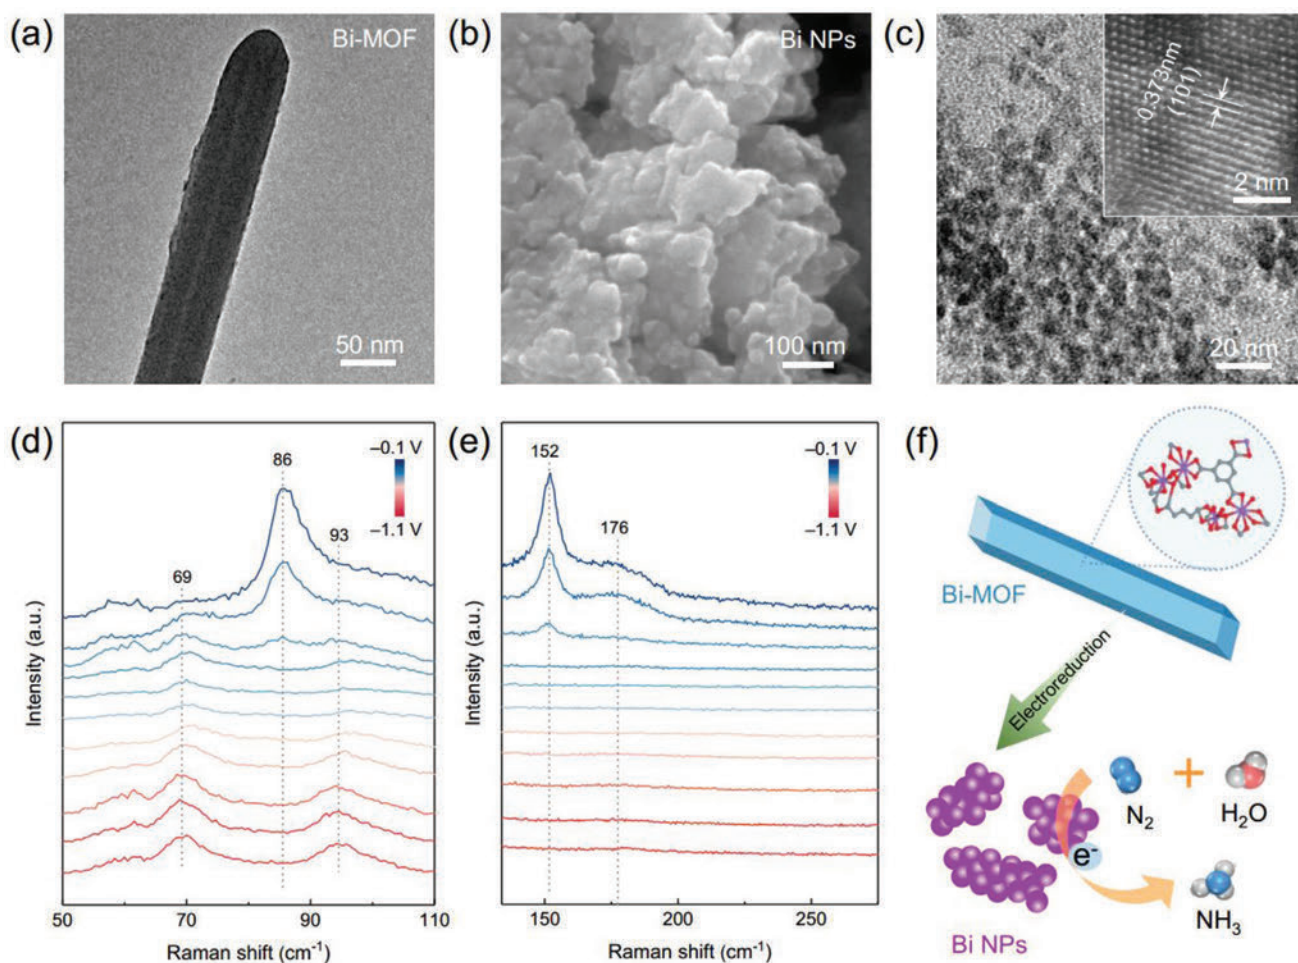 (a)
Bi-MOF
50 nm
(b)
Bi NPs
100 nm
(c)
0.373nm
(101)
2 nm
20 nm
(d)
–0.1 V
–1.1 V
86
93
69
Intensity (a.u.)
50 70 90 110
Raman shift (cm⁻¹)
(e)
–0.1 V
–1.1 V
152
176
Intensity (a.u.)
150 200 250
Raman shift (cm⁻¹)
(f)
Bi-MOF
Electroreduction
N₂
+
H₂O
e⁻
NH₃
Bi NPs